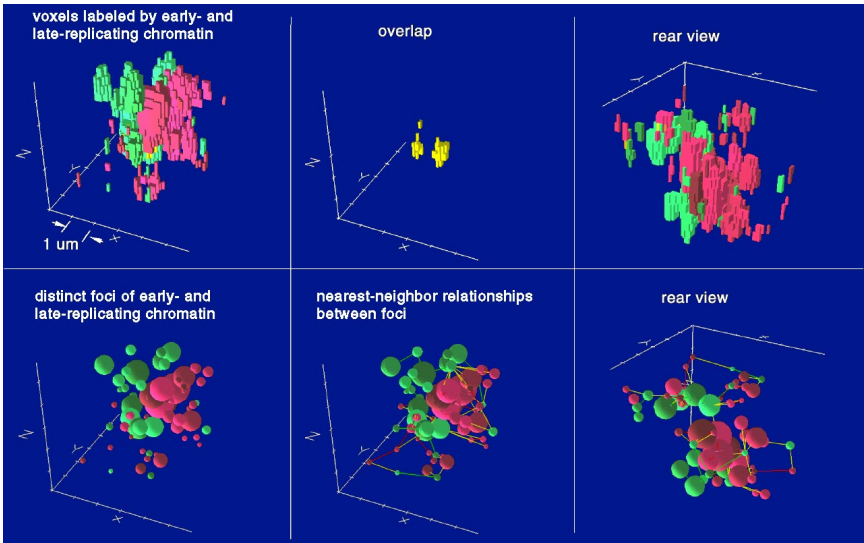 voxels labeled by early- and
late-replicating chromatin
Z
Y
X
1 um
overlap
Z
Y
X
rear view
Y
X
distinct foci of early- and
late-replicating chromatin
Z
Y
X
nearest-neighbor relationships
between foci
Z
Y
X
rear view
Y
X